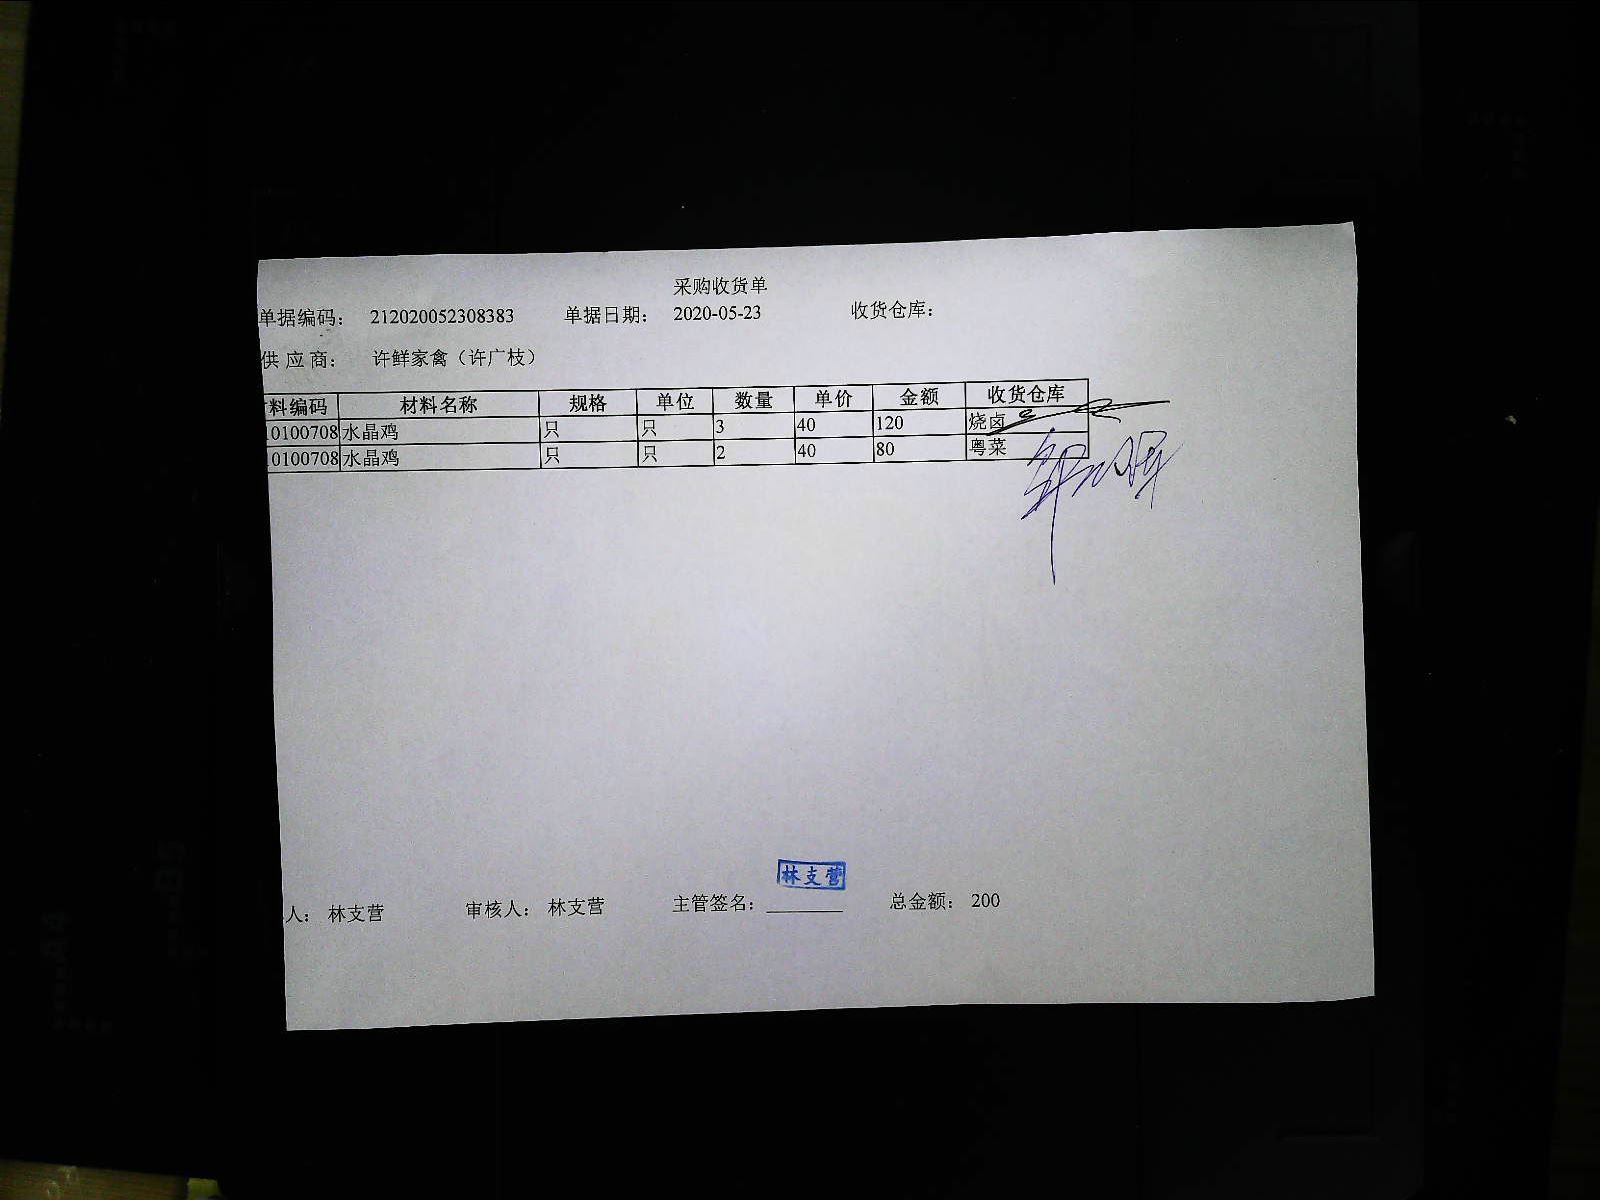 采购收货单
单据编码： 212020052308383 单据日期： 2020-05-23 收货仓库：
供 应 商： 许鲜家禽（许广枝）
料编码 材料名称 规格 单位 数量 单价 金额 收货仓库
10100708 水晶鸡 只 只 3 40 120 烧卤
10100708 水晶鸡 只 只 2 40 80 粤菜
林支营
人： 林支营 审核人： 林支营 主管签名： ________ 总金额： 200